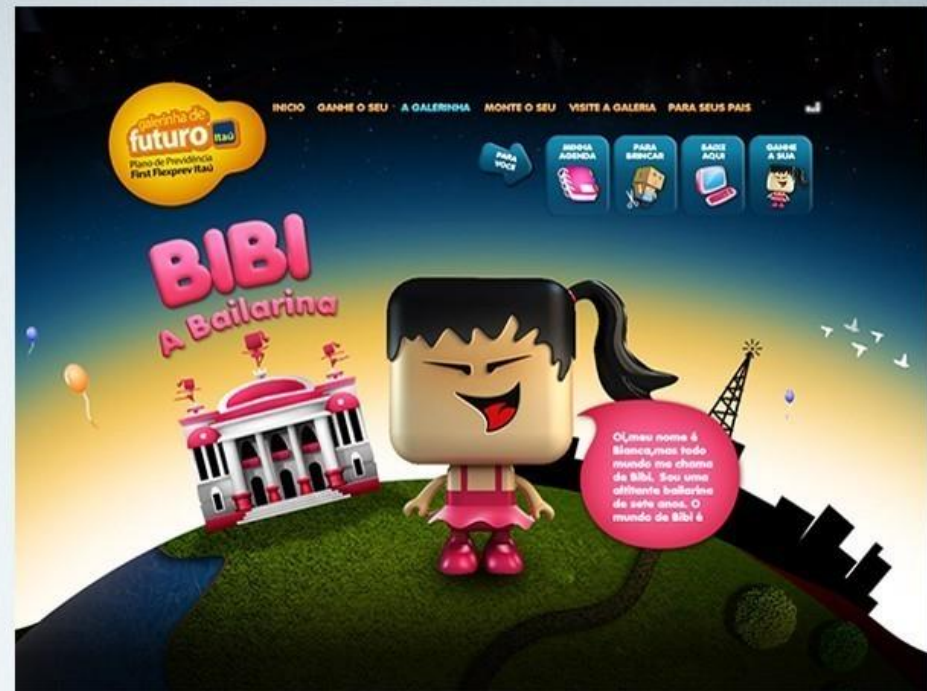 galerinha de
futuro
Itaú
Plano de Previdência
First Flexprev Itaú
INICIO GANHE O SEU A GALERINHA MONTE O SEU VISITE A GALERIA PARA SEUS PAIS
PARA
VOCE
MINHA
AGENDA
PARA
BRINCAR
BAIXE
AQUI
GANHE
A SUA
BIBI
A Bailarina
Oi,meu nome é
Bianca,mas todo
mundo me chama
de Bibi. Sou uma
altitente bailarina
de sete anos. O
mundo de Bibi é